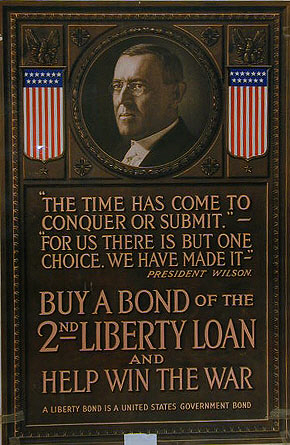 "THE TIME HAS COME TO
CONQUER OR SUBMIT."—
"FOR US THERE IS BUT ONE
CHOICE. WE HAVE MADE IT—"
PRESIDENT WILSON.
BUY A BOND OF THE
2ND LIBERTY LOAN
AND
HELP WIN THE WAR
A LIBERTY BOND IS A UNITED STATES GOVERNMENT BOND